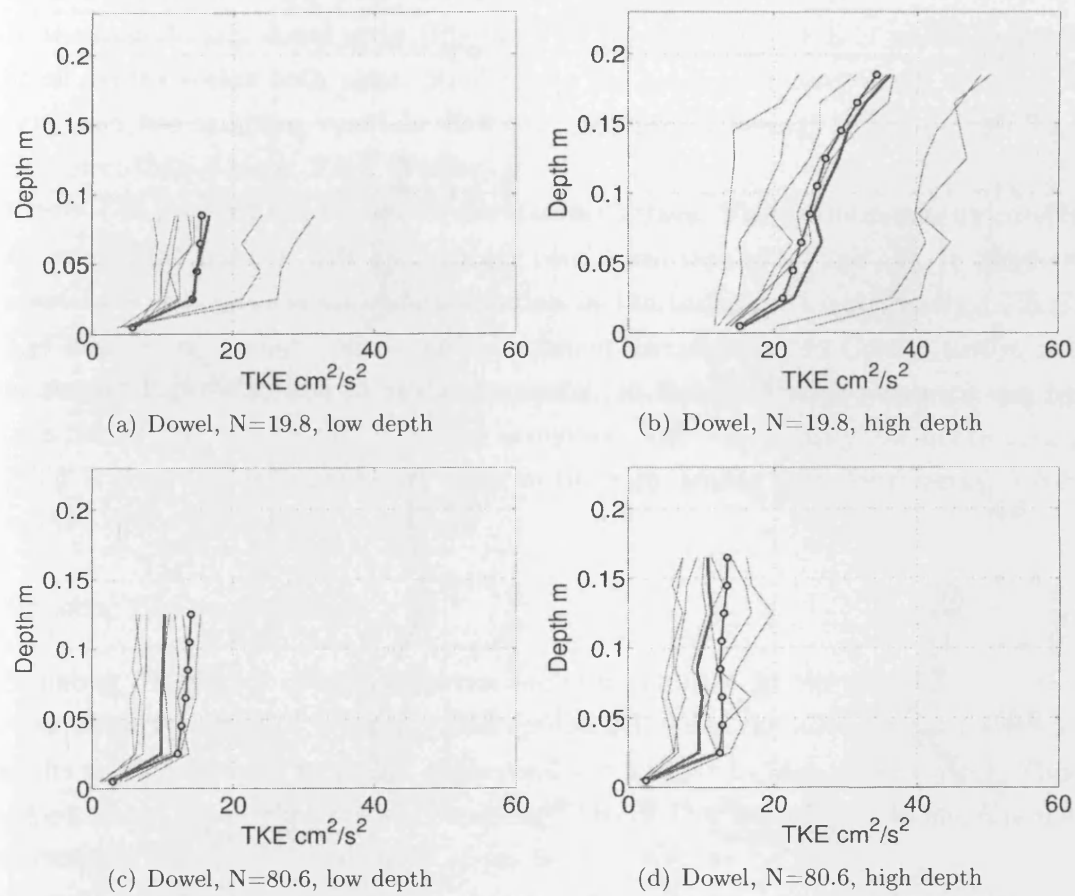 0.2
0.15
0.1
0.05
0
Depth m
0 20 40 60
TKE cm²/s²
(a) Dowel, N=19.8, low depth
0.2
0.15
0.1
0.05
0
Depth m
0 20 40 60
TKE cm²/s²
(b) Dowel, N=19.8, high depth
0.2
0.15
0.1
0.05
0
Depth m
0 20 40 60
TKE cm²/s²
(c) Dowel, N=80.6, low depth
0.2
0.15
0.1
0.05
0
Depth m
0 20 40 60
TKE cm²/s²
(d) Dowel, N=80.6, high depth